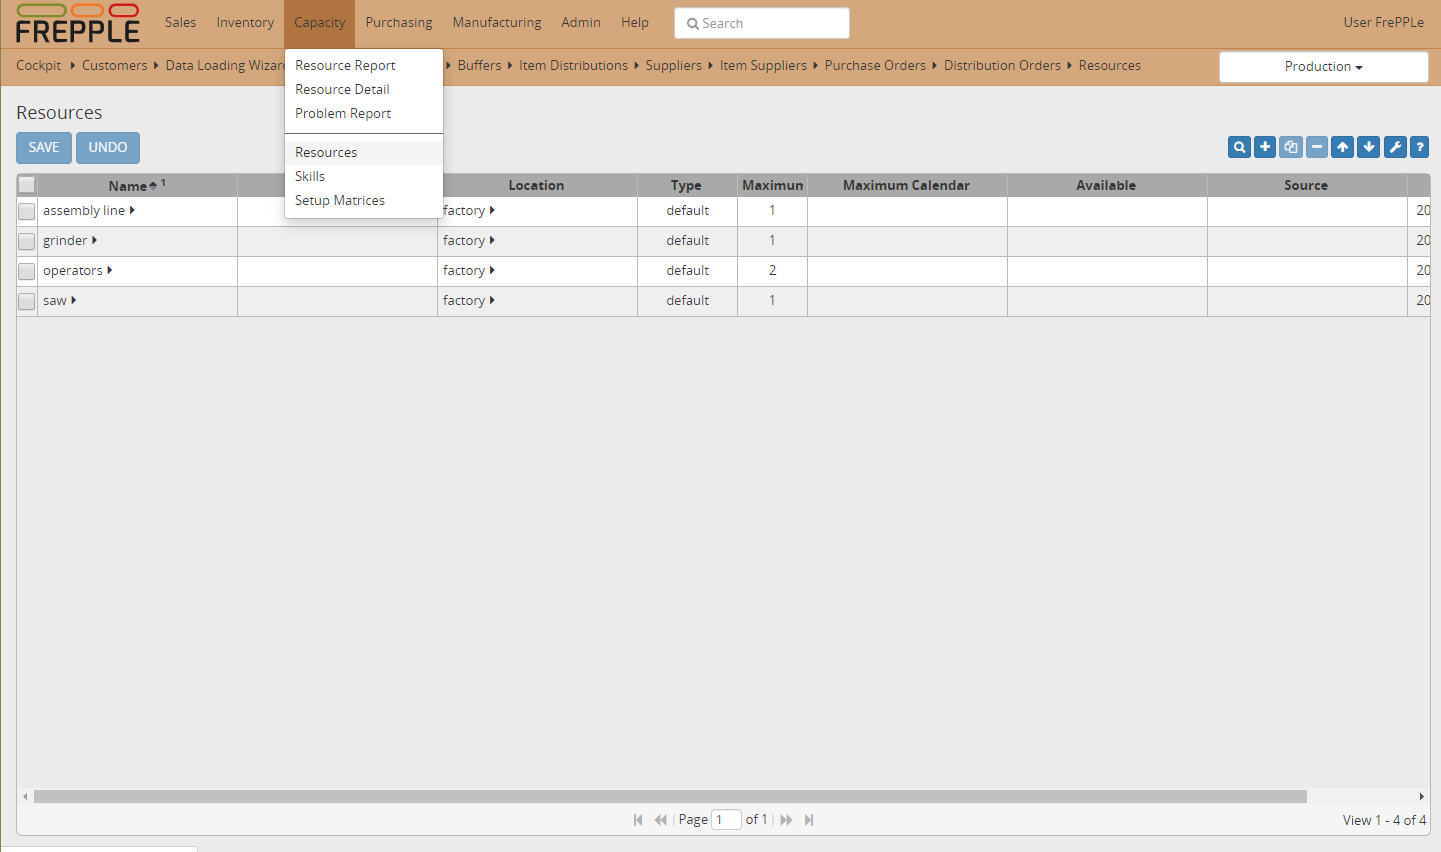 FREPPLE Sales Inventory Capacity Purchasing Manufacturing Admin Help Search User FrePPLe
Cockpit Customers Data Loading Wizard Buffers Item Distributions Suppliers Item Suppliers Purchase Orders Distribution Orders Resources Production
Resource Report
Resource Detail
Problem Report
Resources
Skills
Setup Matrices
Resources
SAVE UNDO
Name 1 Location Type Maximum Maximum Calendar Available Source
assembly line factory default 1 20
grinder factory default 1 20
operators factory default 2 20
saw factory default 1 20
Page 1 of 1 View 1 - 4 of 4